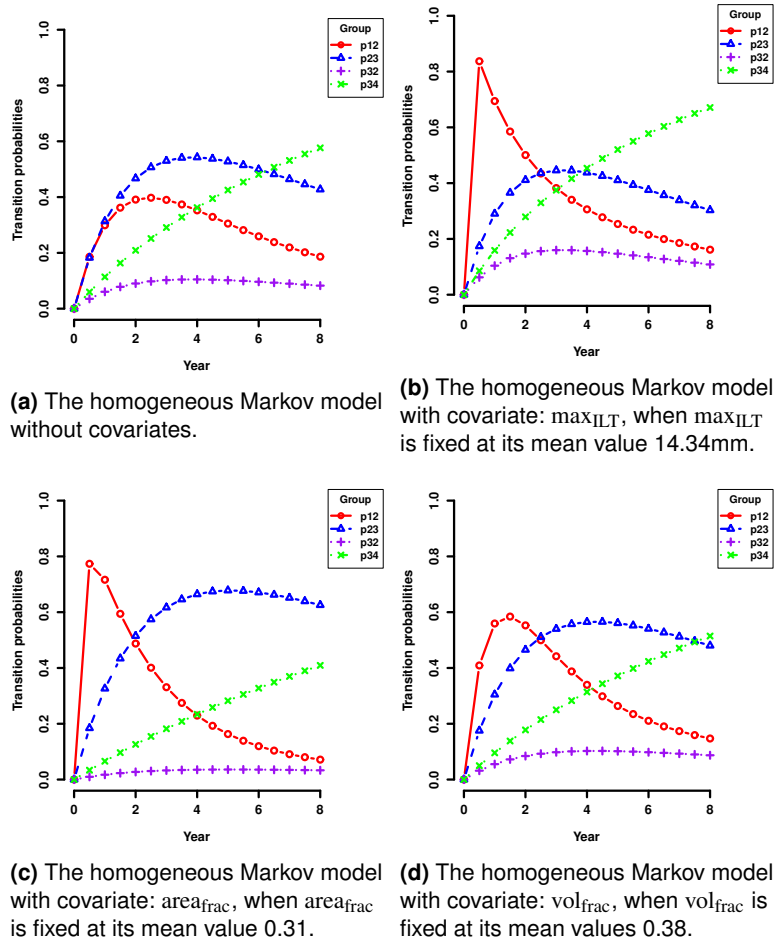 1.0
0.8
0.6
0.4
0.2
0.0
Transition probabilities
0 2 4 6 8
Year
Group
p12
p23
p32
p34
(a) The homogeneous Markov model
without covariates.
1.0
0.8
0.6
0.4
0.2
0.0
Transition probabilities
0 2 4 6 8
Year
Group
p12
p23
p32
p34
(b) The homogeneous Markov model
with covariate: max_ILT, when max_ILT
is fixed at its mean value 14.34mm.
1.0
0.8
0.6
0.4
0.2
0.0
Transition probabilities
0 2 4 6 8
Year
Group
p12
p23
p32
p34
(c) The homogeneous Markov model
with covariate: area_frac, when area_frac
is fixed at its mean value 0.31.
1.0
0.8
0.6
0.4
0.2
0.0
Transition probabilities
0 2 4 6 8
Year
Group
p12
p23
p32
p34
(d) The homogeneous Markov model
with covariate: vol_frac, when vol_frac is
fixed at its mean values 0.38.